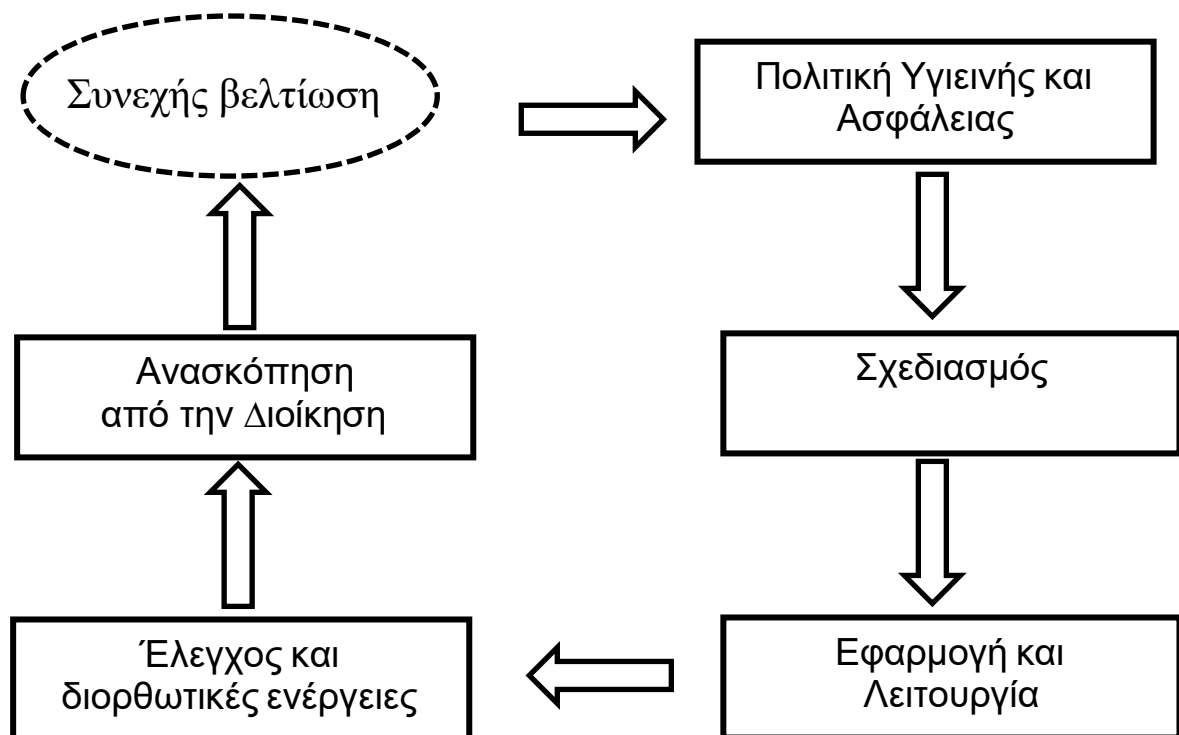 Συνεχής βελτίωση
Πολιτική Υγιεινής και
Ασφάλειας
Σχεδιασμός
Εφαρμογή και
Λειτουργία
Έλεγχος και
διορθωτικές ενέργειες
Ανασκόπηση
από την Διοίκηση